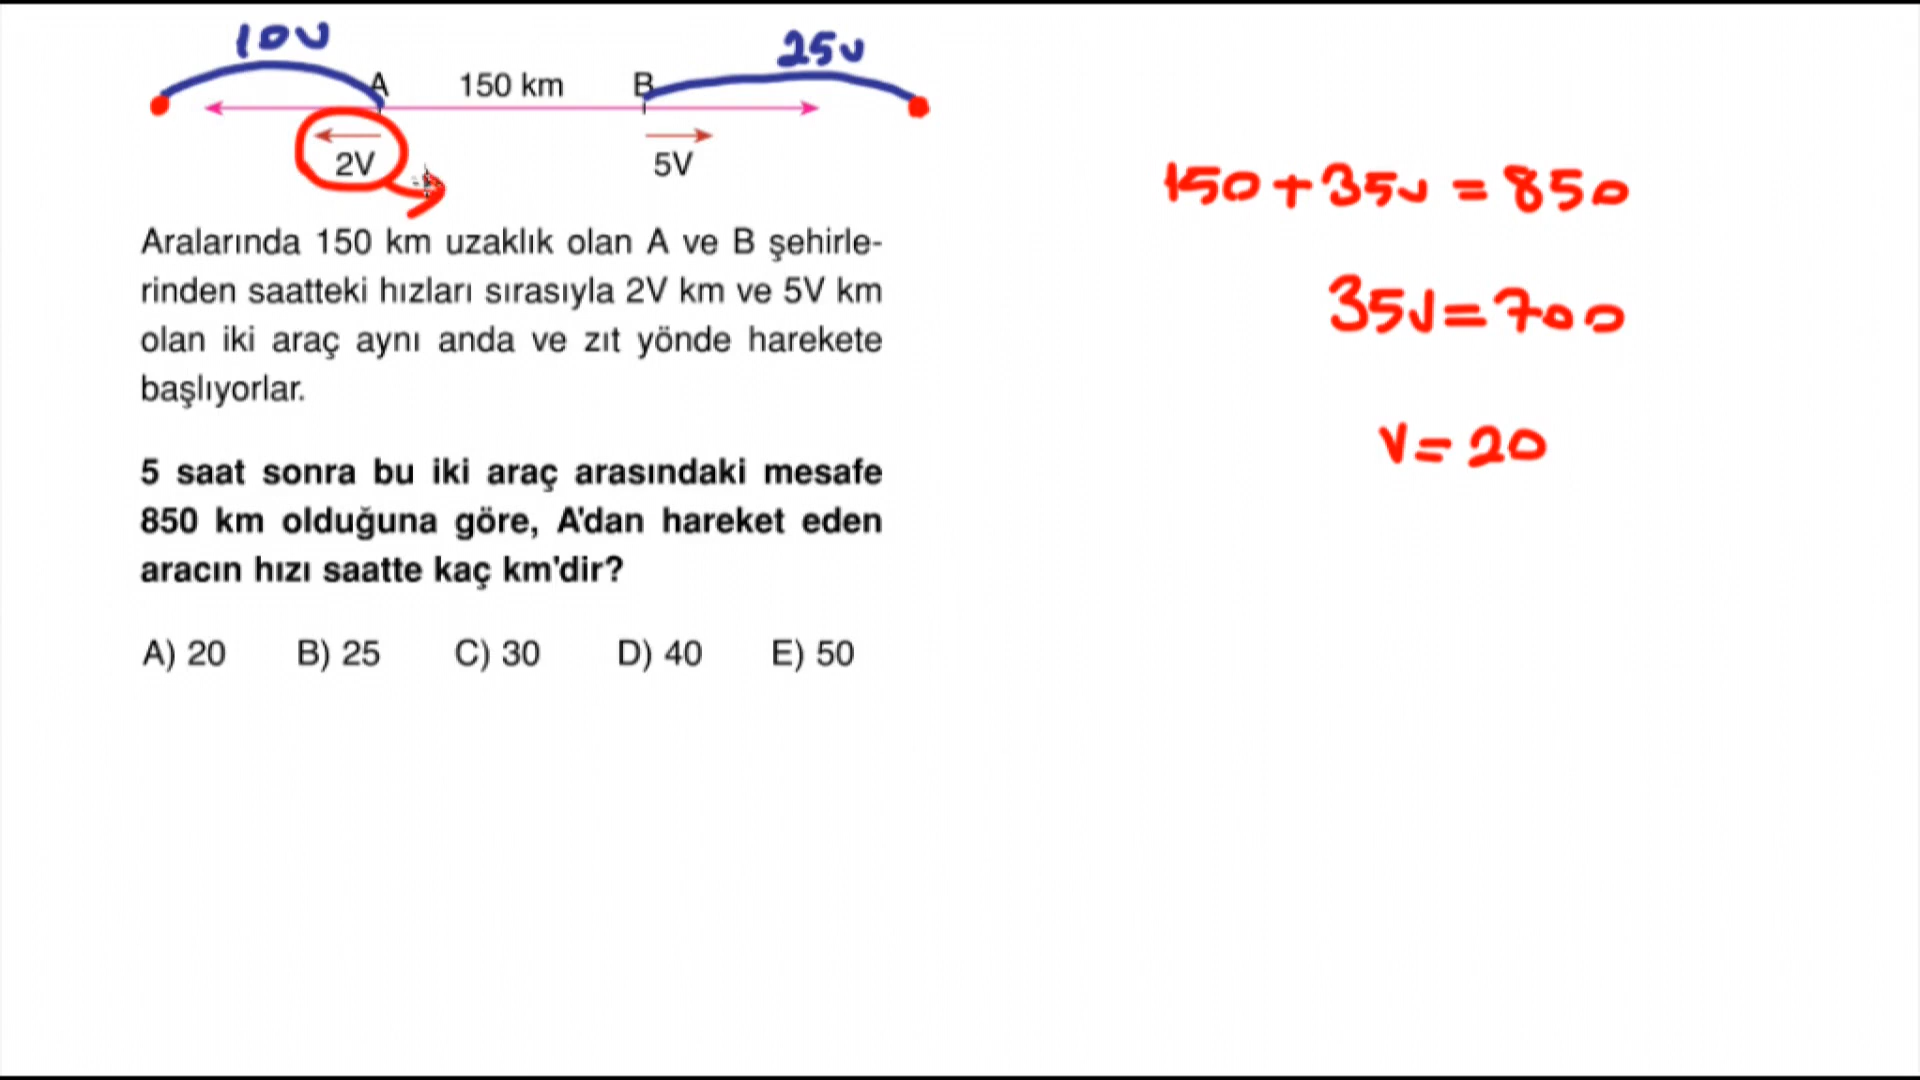 10V 25V
A 150 km B
2V 5V
150+35V=850
Aralarında 150 km uzaklık olan A ve B şehirle-
rinden saatteki hızları sırasıyla 2V km ve 5V km
35V=700
olan iki araç aynı anda ve zıt yönde harekete
başlıyorlar.
V=20
5 saat sonra bu iki araç arasındaki mesafe
850 km olduğuna göre, A'dan hareket eden
aracın hızı saatte kaç km'dir?
A) 20 B) 25 C) 30 D) 40 E) 50